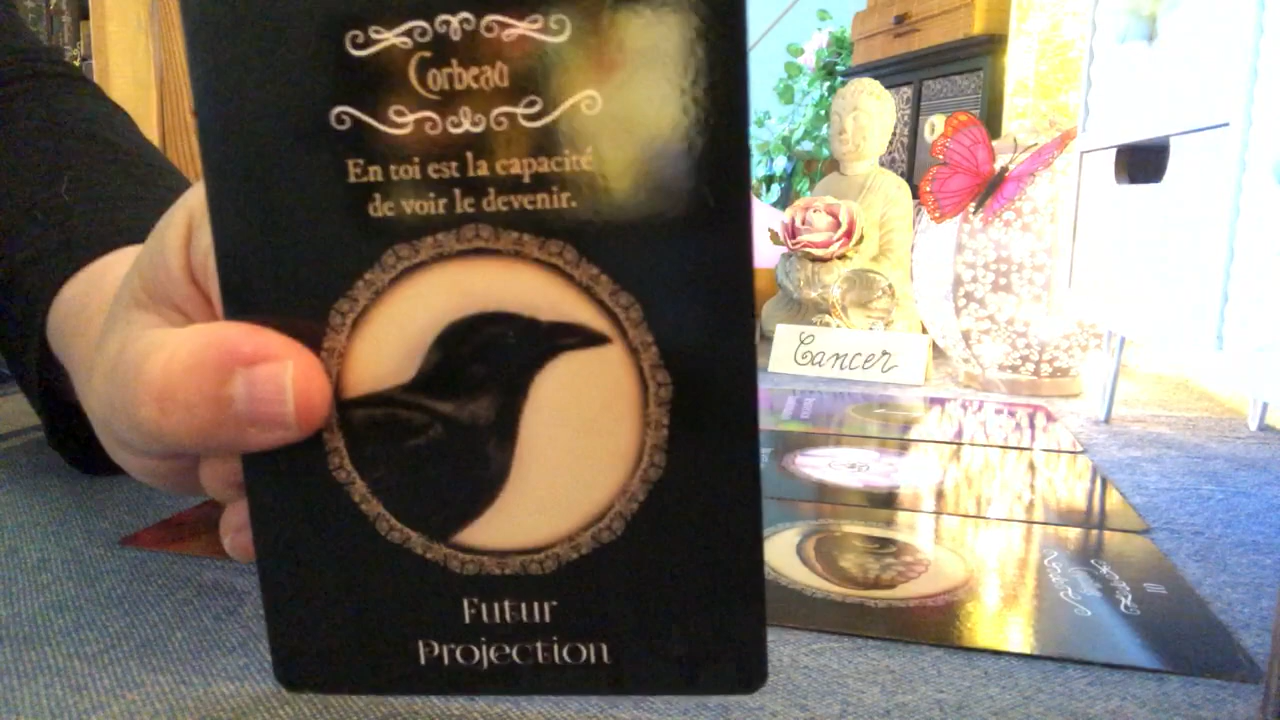 Corbeau
En toi est la capacité
de voir le devenir.
Futur
Projection
Cancer